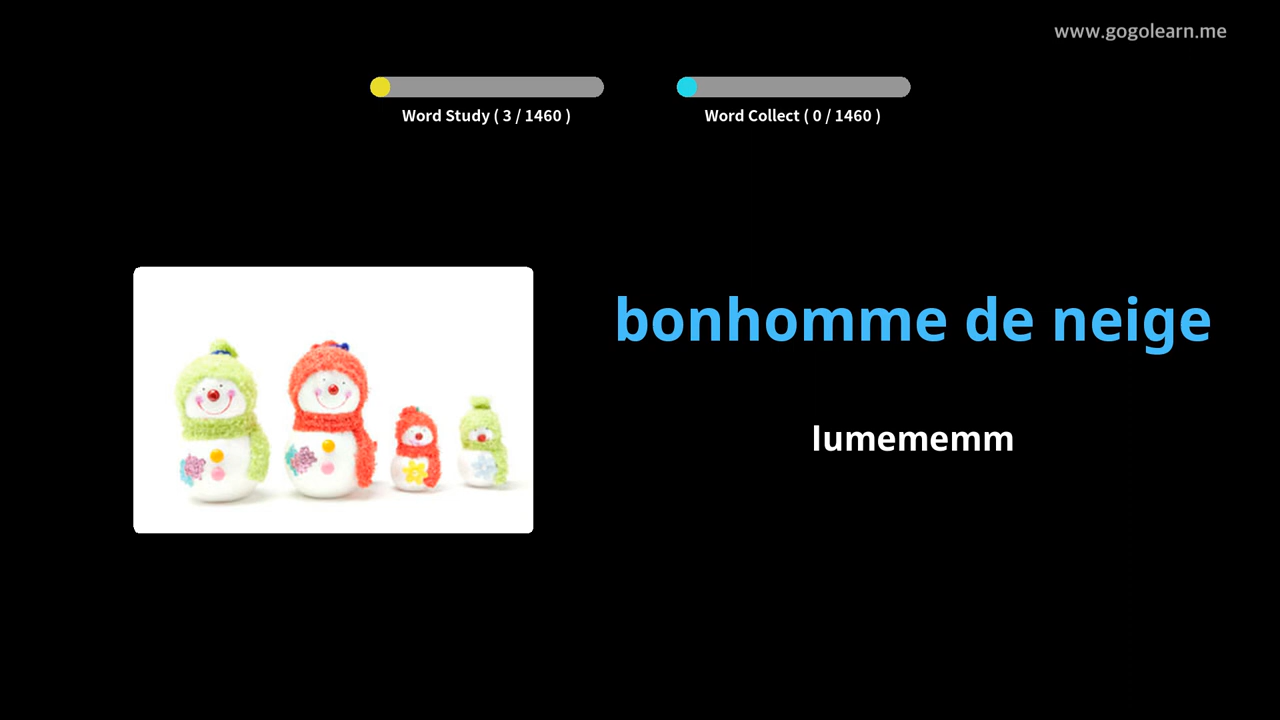 www.gogolearn.me
Word Study ( 3 / 1460 )
Word Collect ( 0 / 1460 )
bonhomme de neige
lumememm